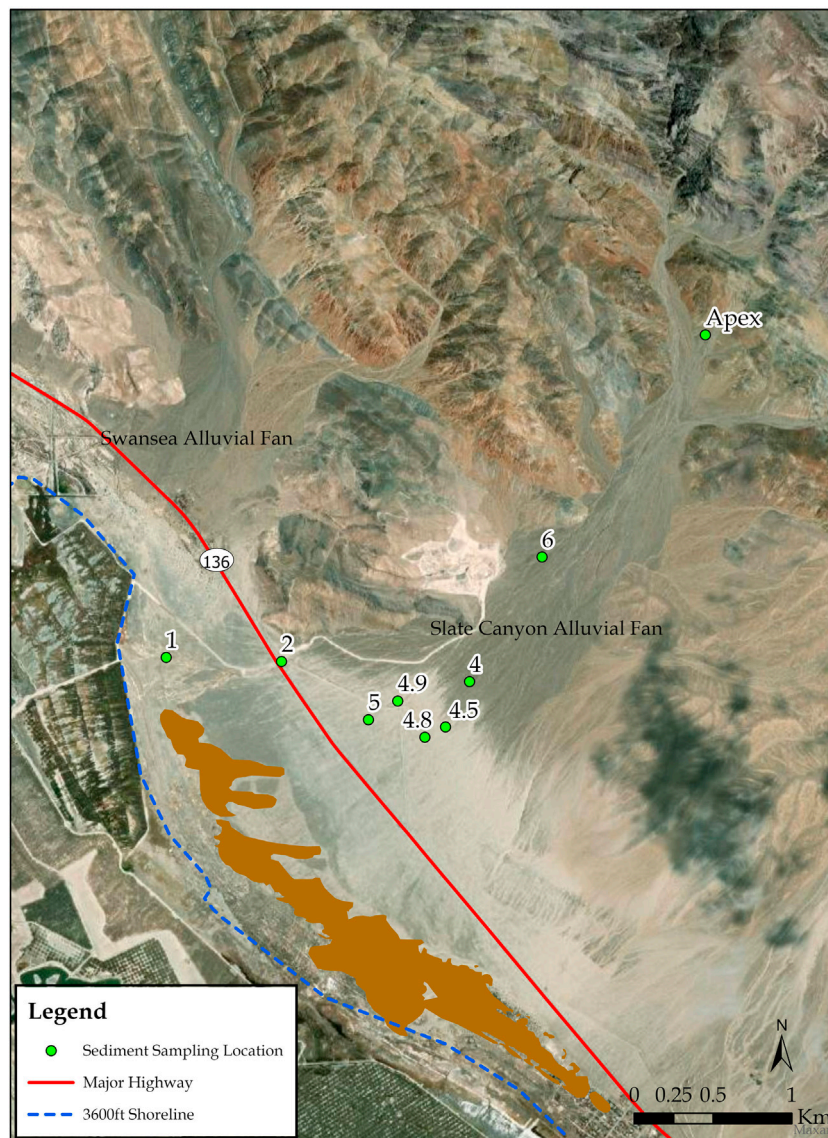 Apex
Swansea Alluvial Fan
136
6
Slate Canyon Alluvial Fan
1
2
4
4.9
5
4.5
4.8
Legend
Sediment Sampling Location
Major Highway
3600ft Shoreline
N
0 0.25 0.5 1
Km
Maxar